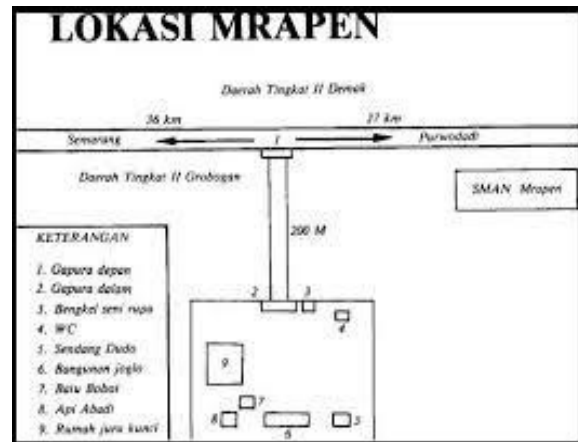 LOKASI MRAPEN
Daerah Tingkat II Demak
36 km 27 km
Semarang 1 Purwodadi
Daerah Tingkat II Grobogan
SMAN Mrapen
200 M
KETERANGAN
1. Gapura depan
2. Gapura dalam
3. Bengkel seni rupa
4. WC
5. Sendang Dudo
6. Bangunan joglo
7. Batu Bobot
8. Api Abadi
9. Rumah juru kunci
2 3
4
9
7
8 6 5